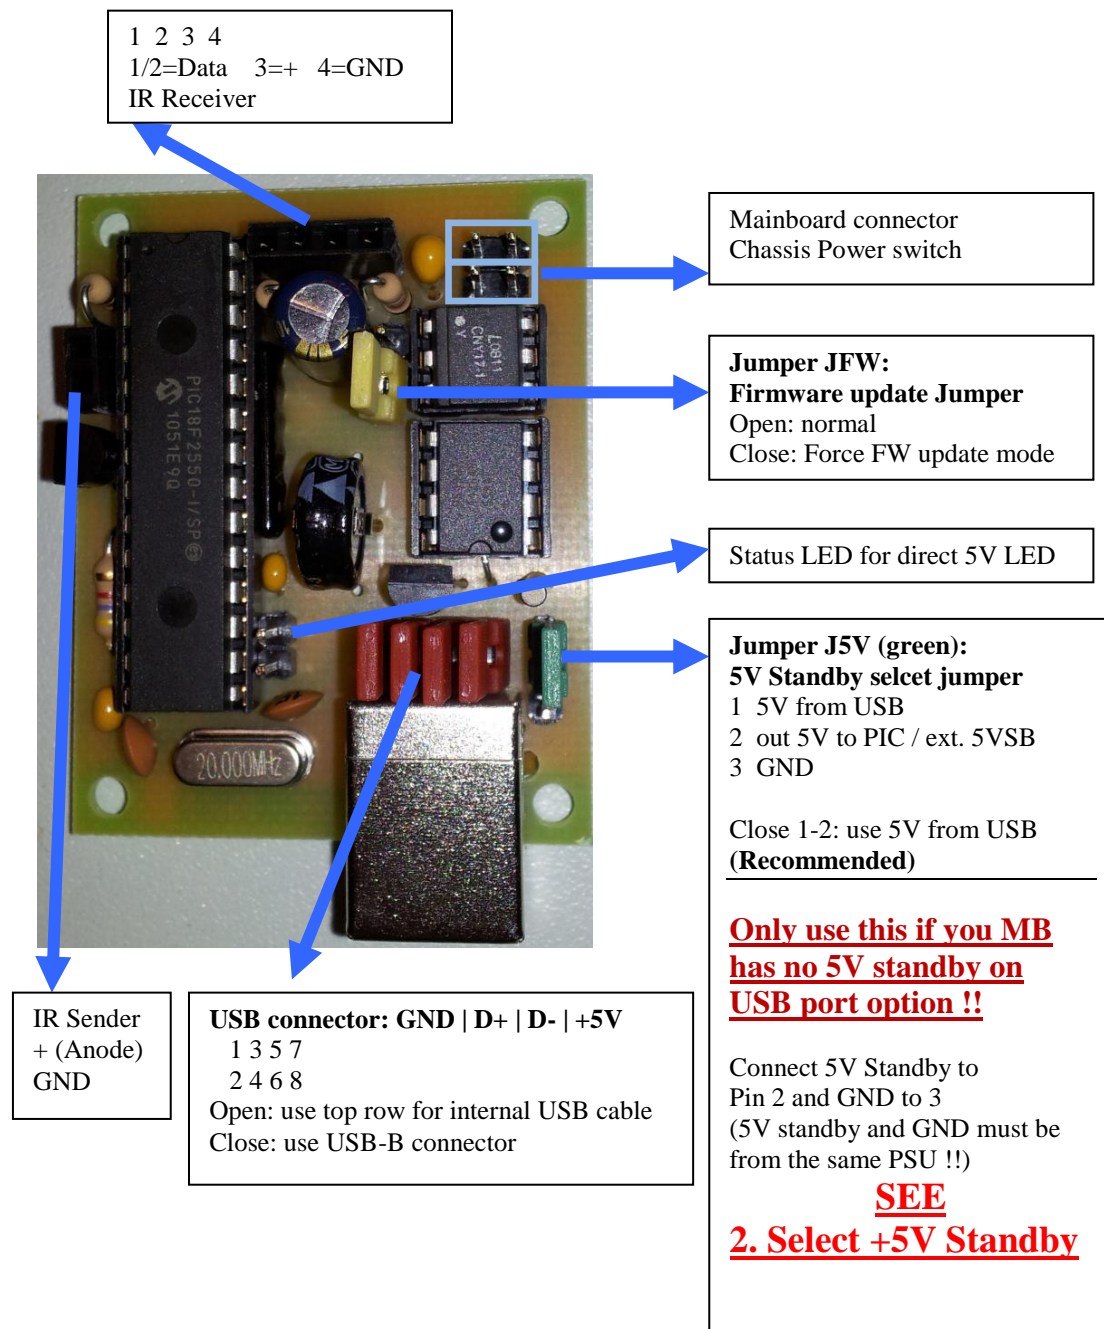 1 2 3 4
1/2=Data 3=+ 4=GND
IR Receiver
Mainboard connector
Chassis Power switch
Jumper JFW:
Firmware update Jumper
Open: normal
Close: Force FW update mode
Status LED for direct 5V LED
Jumper J5V (green):
5V Standby selcet jumper
1 5V from USB
2 out 5V to PIC / ext. 5VSB
3 GND
Close 1-2: use 5V from USB
(Recommended)
Only use this if you MB
has no 5V standby on
USB port option !!
Connect 5V Standby to
Pin 2 and GND to 3
(5V standby and GND must be
from the same PSU !!)
SEE
2. Select +5V Standby
IR Sender
+ (Anode)
GND
USB connector: GND | D+ | D- | +5V
1 3 5 7
2 4 6 8
Open: use top row for internal USB cable
Close: use USB-B connector
PIC18F2550-I/SP
1051E9Q
CNY17-1
Y
20.000MHz